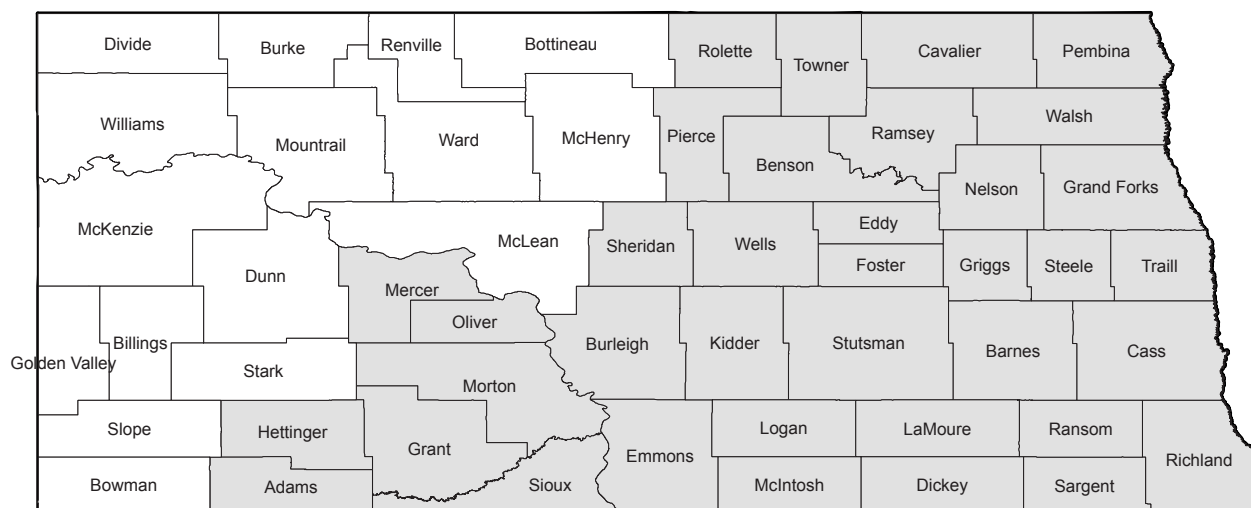 Divide
Burke
Renville
Bottineau
Rolette
Towner
Cavalier
Pembina
Williams
Mountrail
Ward
McHenry
Pierce
Benson
Ramsey
Walsh
Nelson
Grand Forks
McKenzie
Dunn
McLean
Sheridan
Wells
Eddy
Foster
Griggs
Steele
Traill
Mercer
Oliver
Golden Valley
Billings
Stark
Burleigh
Kidder
Stutsman
Barnes
Cass
Morton
Slope
Hettinger
Grant
Emmons
Logan
LaMoure
Ransom
Richland
Bowman
Adams
Sioux
McIntosh
Dickey
Sargent